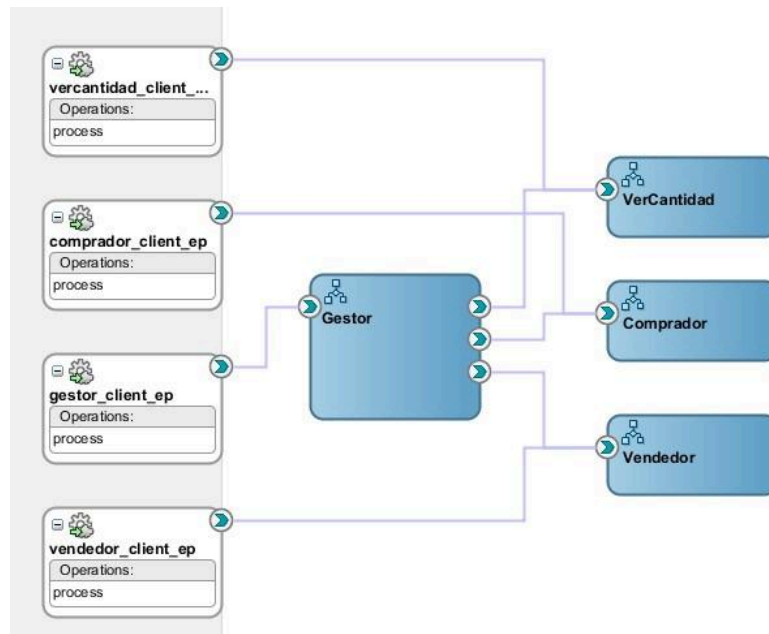 vercantidad_client_...
Operations:
process
comprador_client_ep
Operations:
process
gestor_client_ep
Operations:
process
vendedor_client_ep
Operations:
process
Gestor
VerCantidad
Comprador
Vendedor